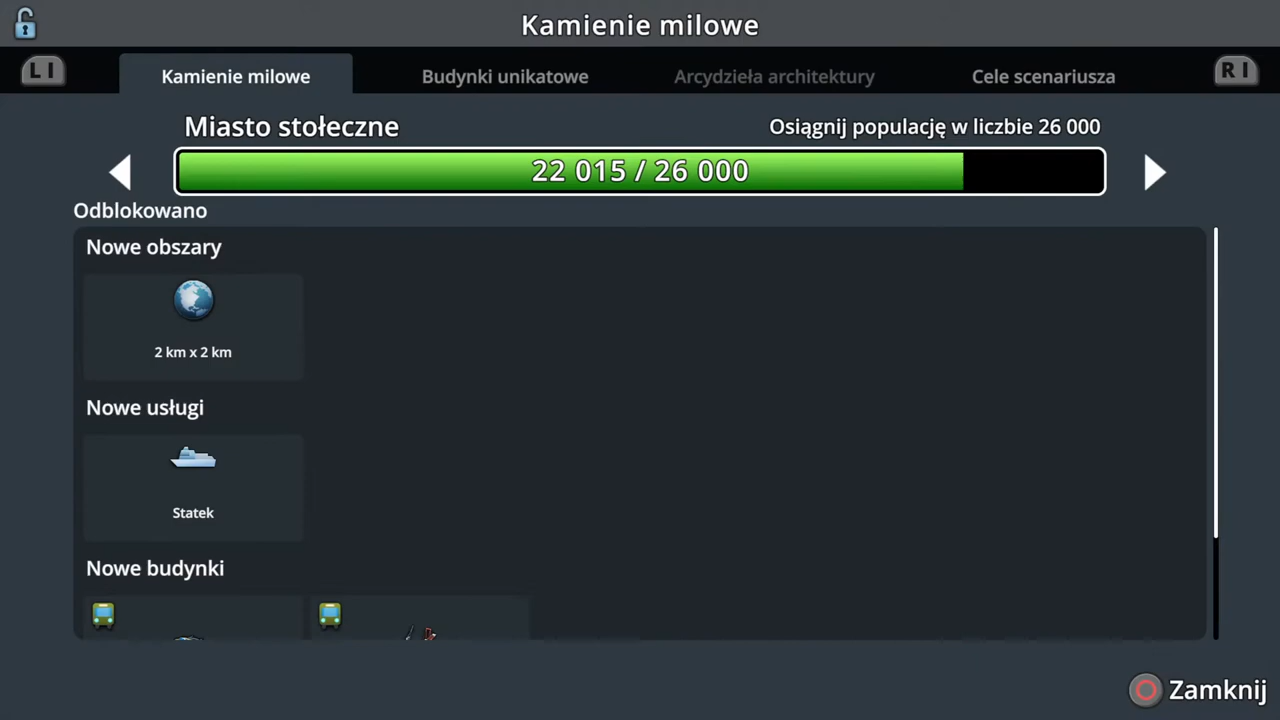 Kamienie milowe
L1
Kamienie milowe
Budynki unikatowe
Arcydzieła architektury
Cele scenariusza
R1
Miasto stołeczne
Osiągnij populację w liczbie 26 000
22 015 / 26 000
Odblokowano
Nowe obszary
2 km x 2 km
Nowe usługi
Statek
Nowe budynki
Zamknij